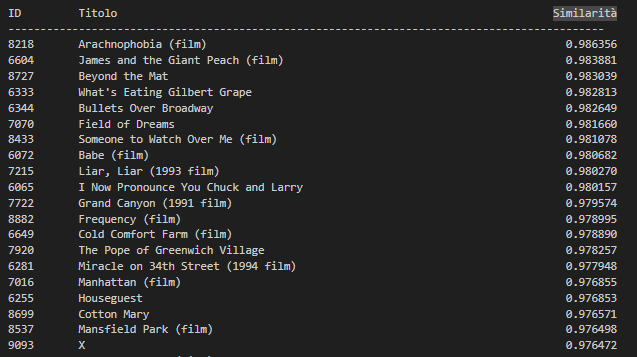 ID Titolo Similarità
--------------------------------------------------------------------------------------------
8218 Arachnophobia (film) 0.986356
6604 James and the Giant Peach (film) 0.983881
8727 Beyond the Mat 0.983039
6333 What's Eating Gilbert Grape 0.982813
6344 Bullets Over Broadway 0.982649
7070 Field of Dreams 0.981660
8433 Someone to Watch Over Me (film) 0.981078
6072 Babe (film) 0.980682
7215 Liar, Liar (1993 film) 0.980270
6065 I Now Pronounce You Chuck and Larry 0.980157
7722 Grand Canyon (1991 film) 0.979574
8882 Frequency (film) 0.978995
6649 Cold Comfort Farm (film) 0.978890
7920 The Pope of Greenwich Village 0.978257
6281 Miracle on 34th Street (1994 film) 0.977948
7016 Manhattan (film) 0.976855
6255 Houseguest 0.976853
8699 Cotton Mary 0.976571
8537 Mansfield Park (film) 0.976498
9093 X 0.976472